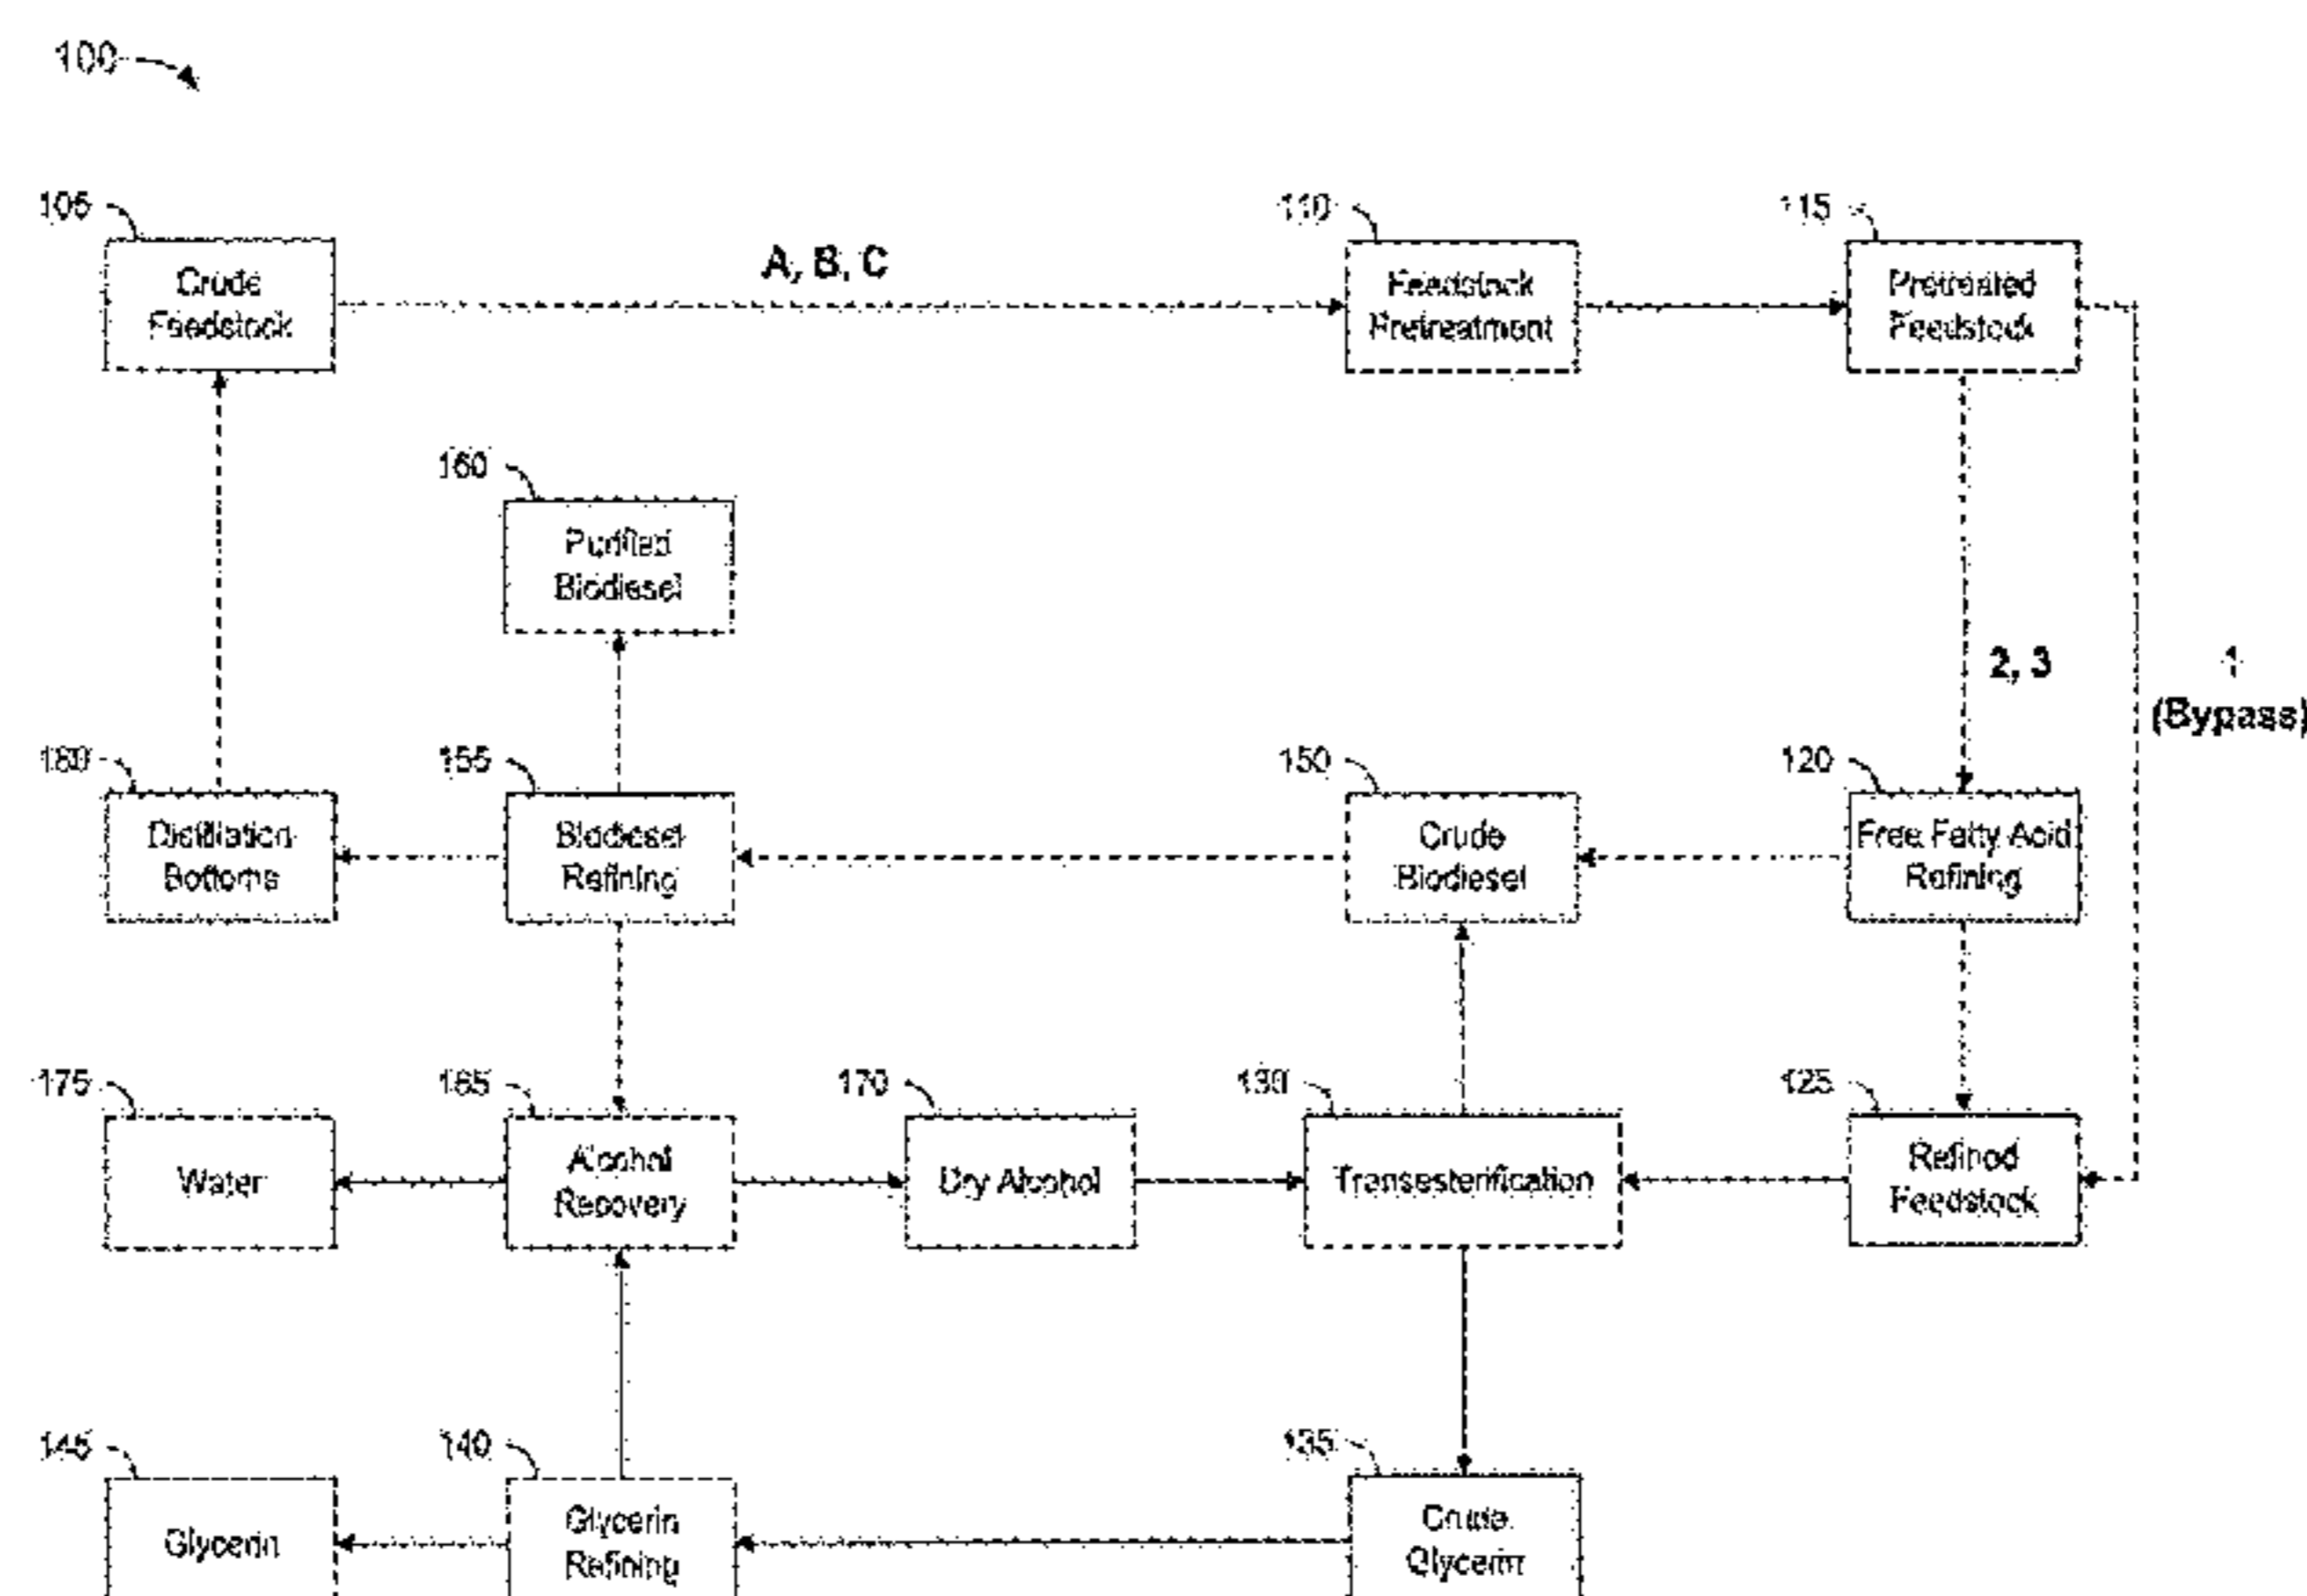 100
105
110
115
Crude
Feedstock
A, B, C
Feedstock
Pretreatment
Pretreated
Feedstock
160
Purified
Biodiesel
2, 3
1
(Bypass)
180
155
150
120
Distillation
Bottoms
Biodiesel
Refining
Crude
Biodiesel
Free Fatty Acid
Refining
175
165
170
130
125
Water
Alcohol
Recovery
Dry Alcohol
Transesterification
Refined
Feedstock
145
140
135
Glycerin
Glycerin
Refining
Crude
Glycerin